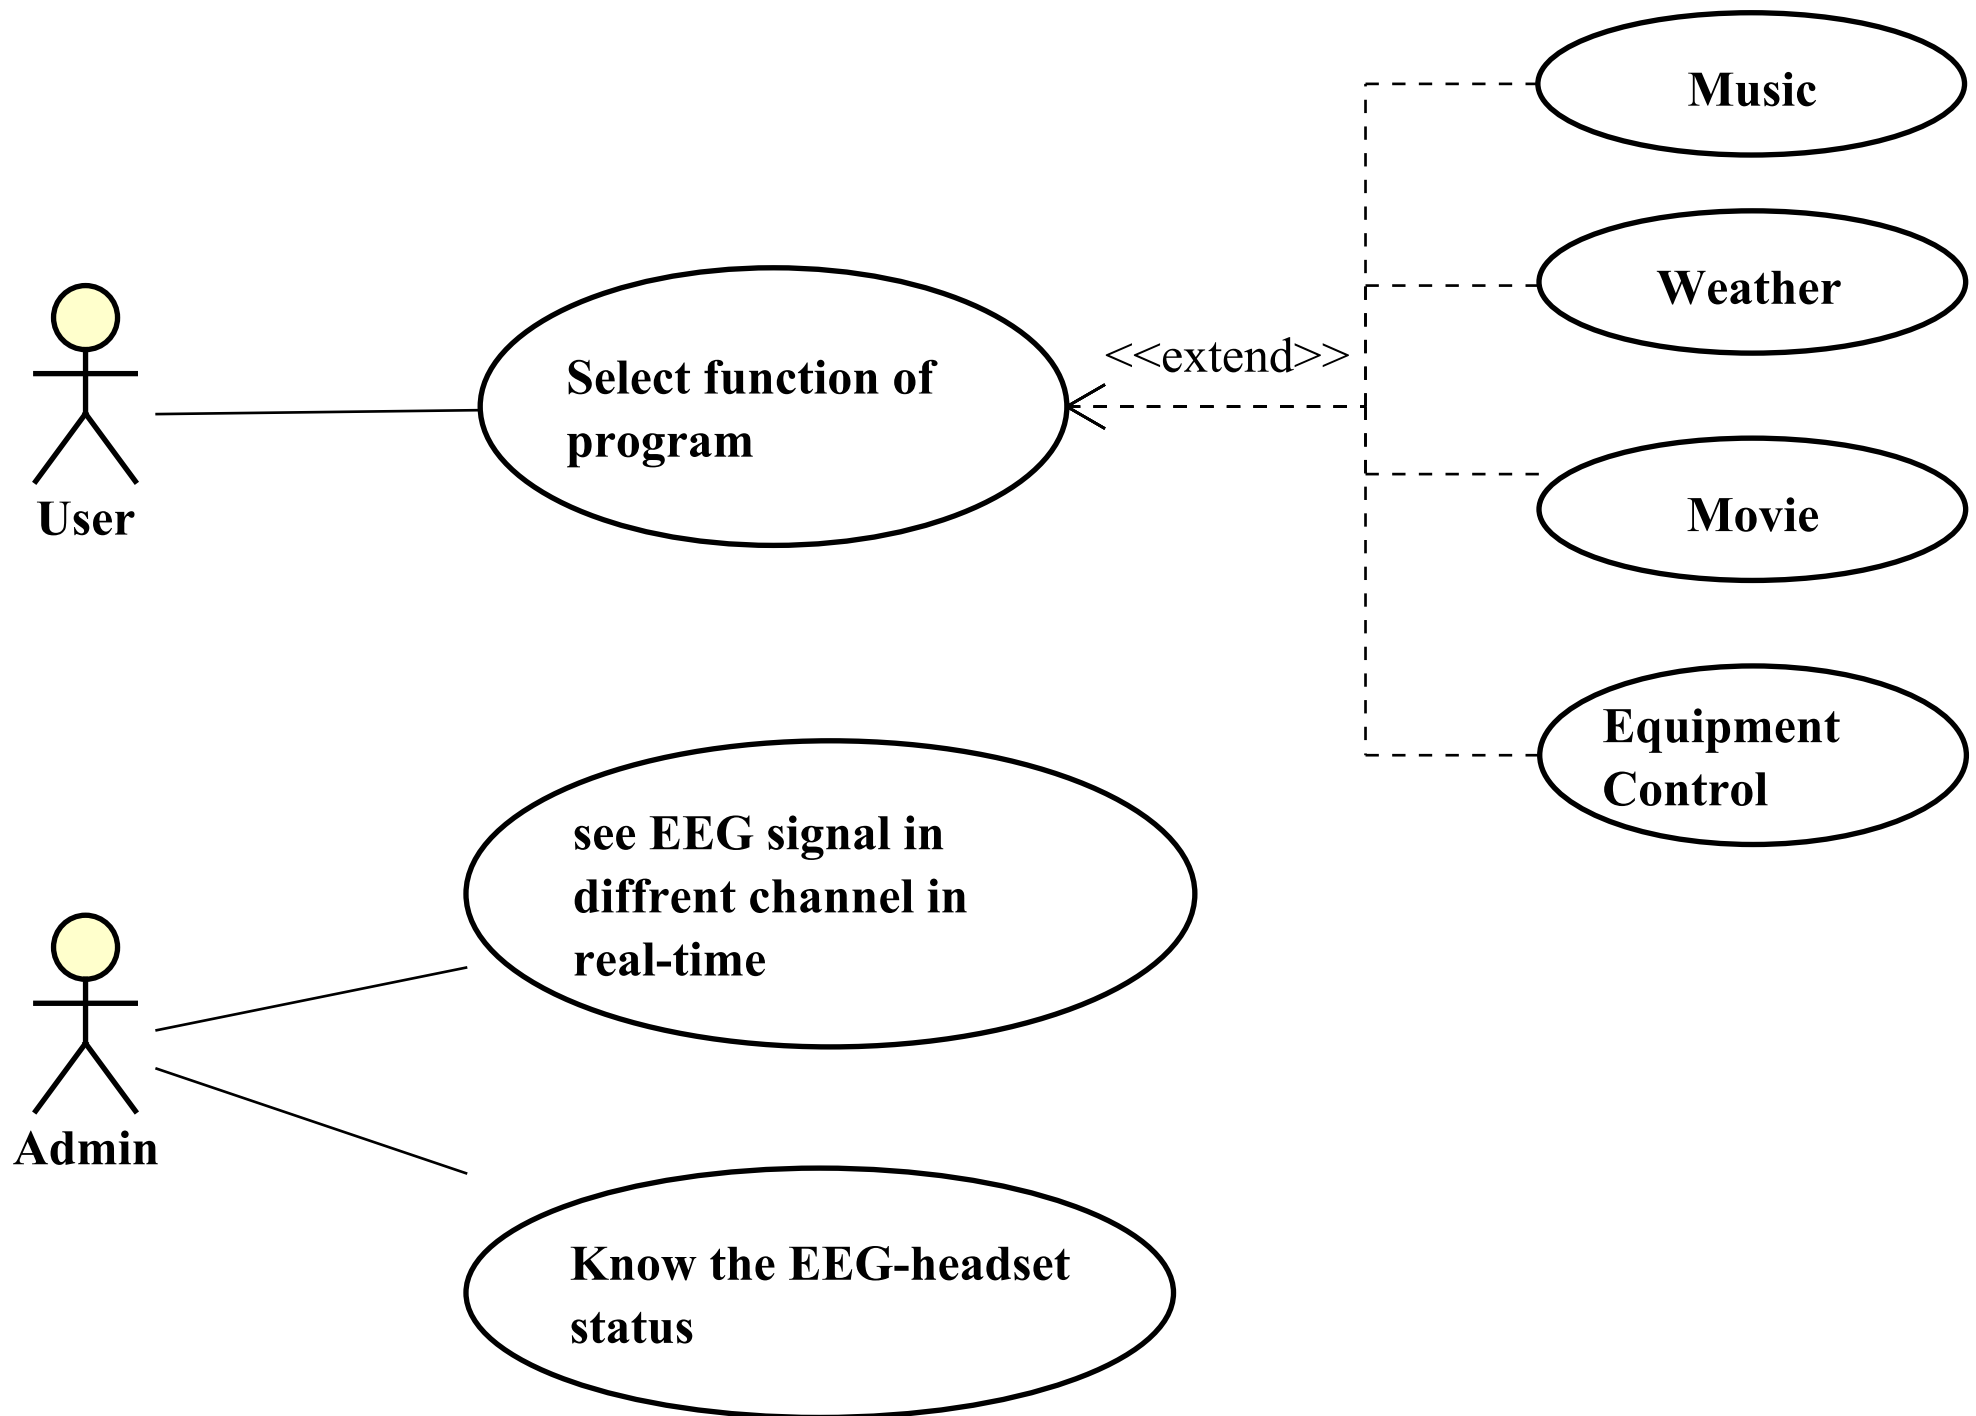 Music
Weather
<<extend>>
Select function of
program
User
Movie
Equipment
Control
see EEG signal in
diffrent channel in
real-time
Admin
Know the EEG-headset
status